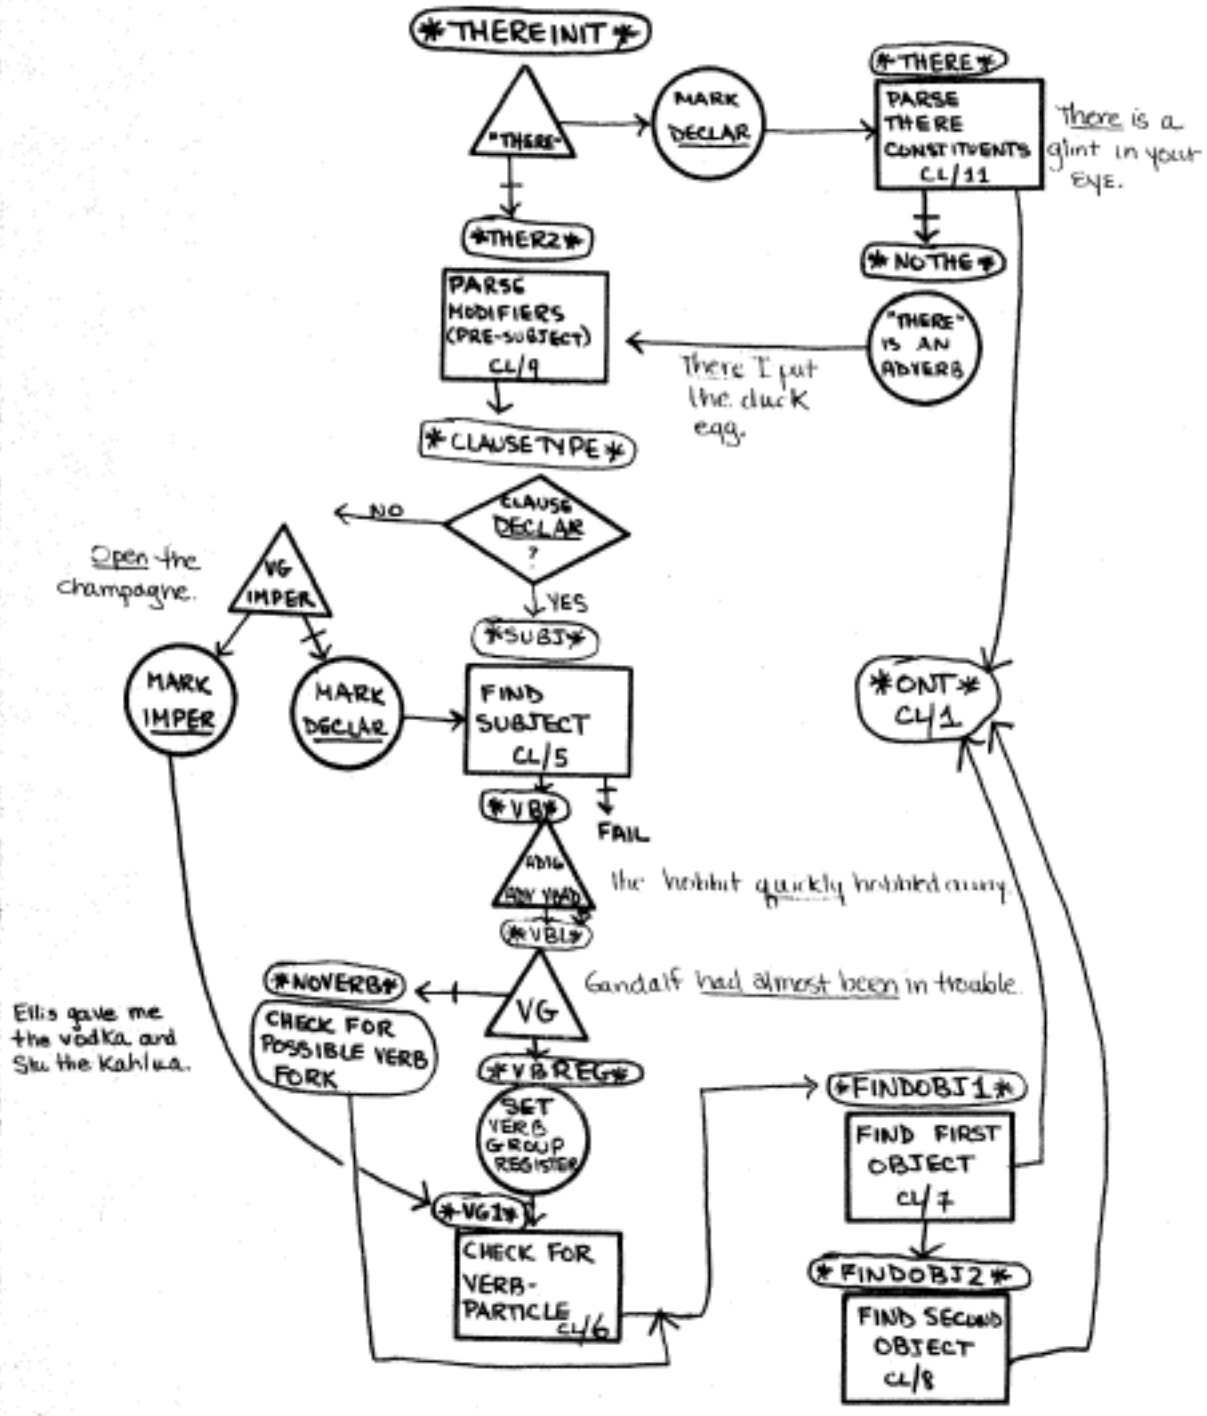 *THEREINIT*
"THERE"
MARK
DECLAR
*THERE*
PARSE
THERE
CONSTITUENTS
CL/11
There is a
glint in your
EYE.
*THER2*
*NOTHE*
PARSE
MODIFIERS
(PRE-SUBJECT)
CL/9
"THERE"
IS AN
ADVERB
There I put
the duck
egg.
*CLAUSETYPE*
CLAUSE
DECLAR
?
NO
YES
Open the
champagne.
VG
IMPER
*SUBJ*
MARK
IMPER
MARK
DECLAR
FIND
SUBJECT
CL/5
*ONT*
CL/1
*VB*
FAIL
ADV VBAD
The hobbit quickly hobbled away.
*VBL*
*NOVERB*
VG
Gandalf had almost been in trouble.
Ellis gave me
the vodka and
Stu the Kahlua.
CHECK FOR
POSSIBLE VERB
FORK
*VBREG*
SET
VERB
GROUP
REGISTER
*FINDOBJ1*
FIND FIRST
OBJECT
CL/7
*VG1*
CHECK FOR
VERB-
PARTICLE
CL/6
*FINDOBJ2*
FIND SECOND
OBJECT
CL/8